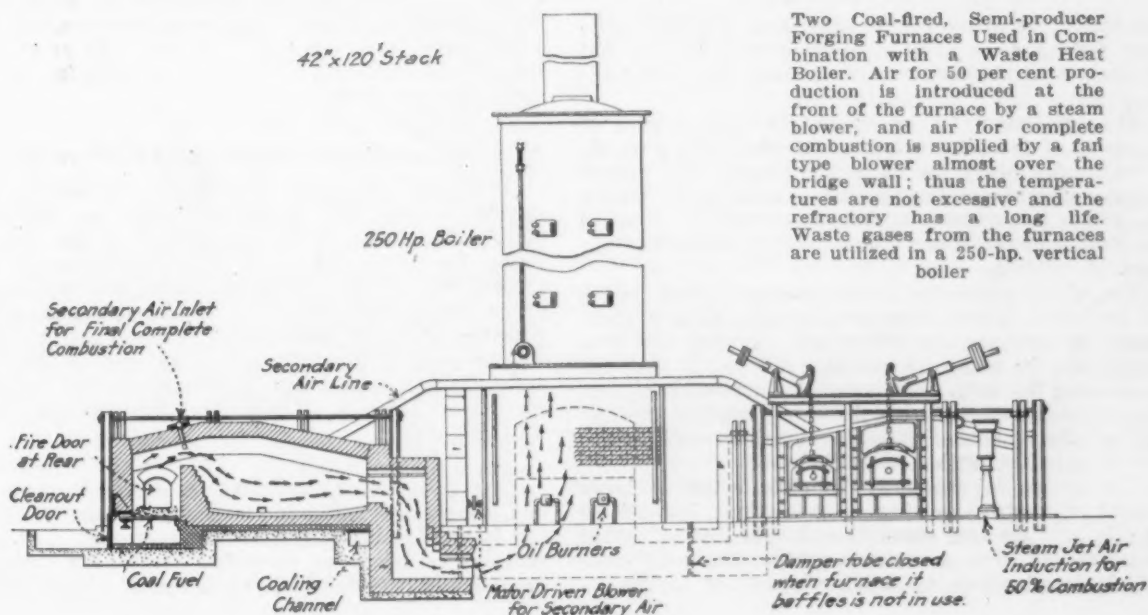 42"x120' Stack
Two Coal-fired, Semi-producer
Forging Furnaces Used in Com-
bination with a Waste Heat
Boiler. Air for 50 per cent pro-
duction is introduced at the
front of the furnace by a steam
blower, and air for complete
combustion is supplied by a fan
type blower almost over the
bridge wall; thus the tempera-
tures are not excessive and the
refractory has a long life.
Waste gases from the furnaces
are utilized in a 250-hp. vertical
boiler
250 Hp. Boiler
Secondary Air Inlet
for Final Complete
Combustion
Secondary
Air Line
Fire Door
at Rear
Cleanout
Door
Coal Fuel
Cooling
Channel
Oil Burners
Motor Driven Blower
for Secondary Air
Damper to be closed
when furnace if
baffles is not in use.
Steam Jet Air
Induction for
50% Combustion